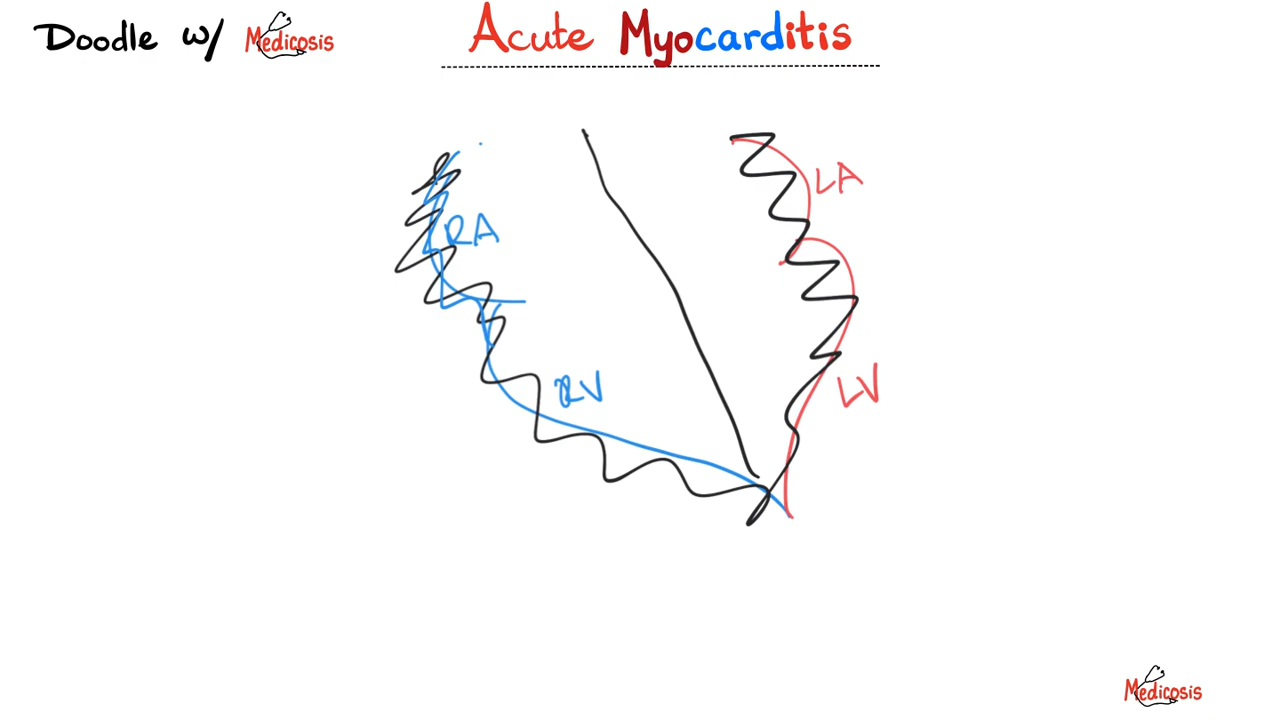 Doodle w/ Medicosis
Acute Myocarditis
LA
RA
RV
LV
Medicosis